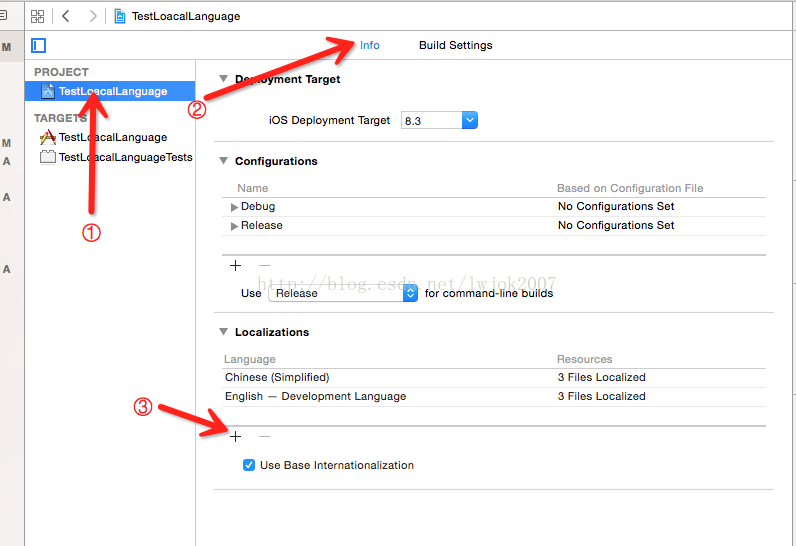 TestLoacalLanguage
M
Info
Build Settings
PROJECT
TestLoacalLanguage
②
Deployment Target
TARGETS
iOS Deployment Target
8.3
TestLoacalLanguage
M
TestLoacalLanguageTests
A
Configurations
Name
Based on Configuration File
A
Debug
No Configurations Set
Release
No Configurations Set
①
A
http://blog.csdn.net/lwjok2007
Use
Release
for command-line builds
Localizations
Language
Resources
Chinese (Simplified)
3 Files Localized
English — Development Language
3 Files Localized
③
Use Base Internationalization